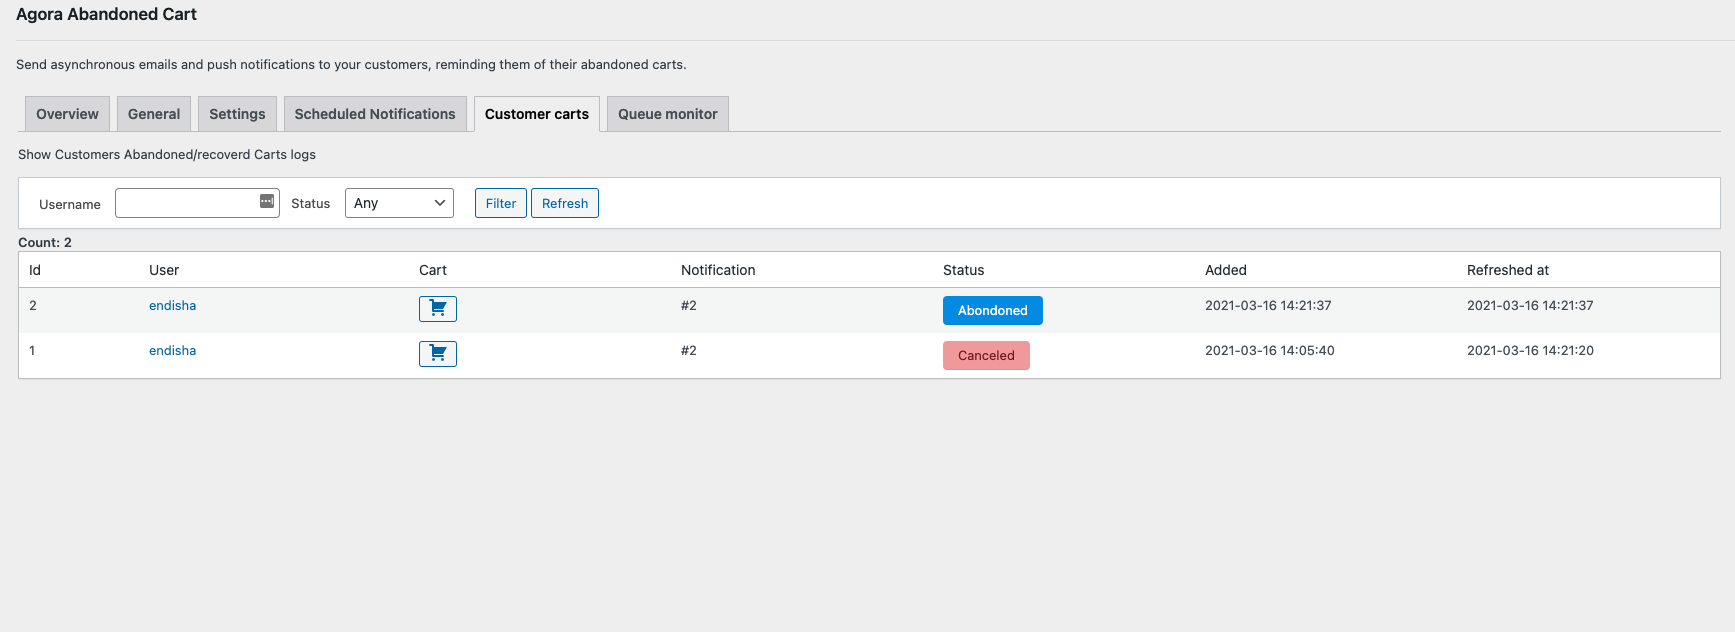 Agora Abandoned Cart
Send asynchronous emails and push notifications to your customers, reminding them of their abandoned carts.
Overview General Settings Scheduled Notifications Customer carts Queue monitor
Show Customers Abandoned/recoverd Carts logs
Username Status Any Filter Refresh
Count: 2
Id User Cart Notification Status Added Refreshed at
2 endisha #2 Abondoned 2021-03-16 14:21:37 2021-03-16 14:21:37
1 endisha #2 Canceled 2021-03-16 14:05:40 2021-03-16 14:21:20